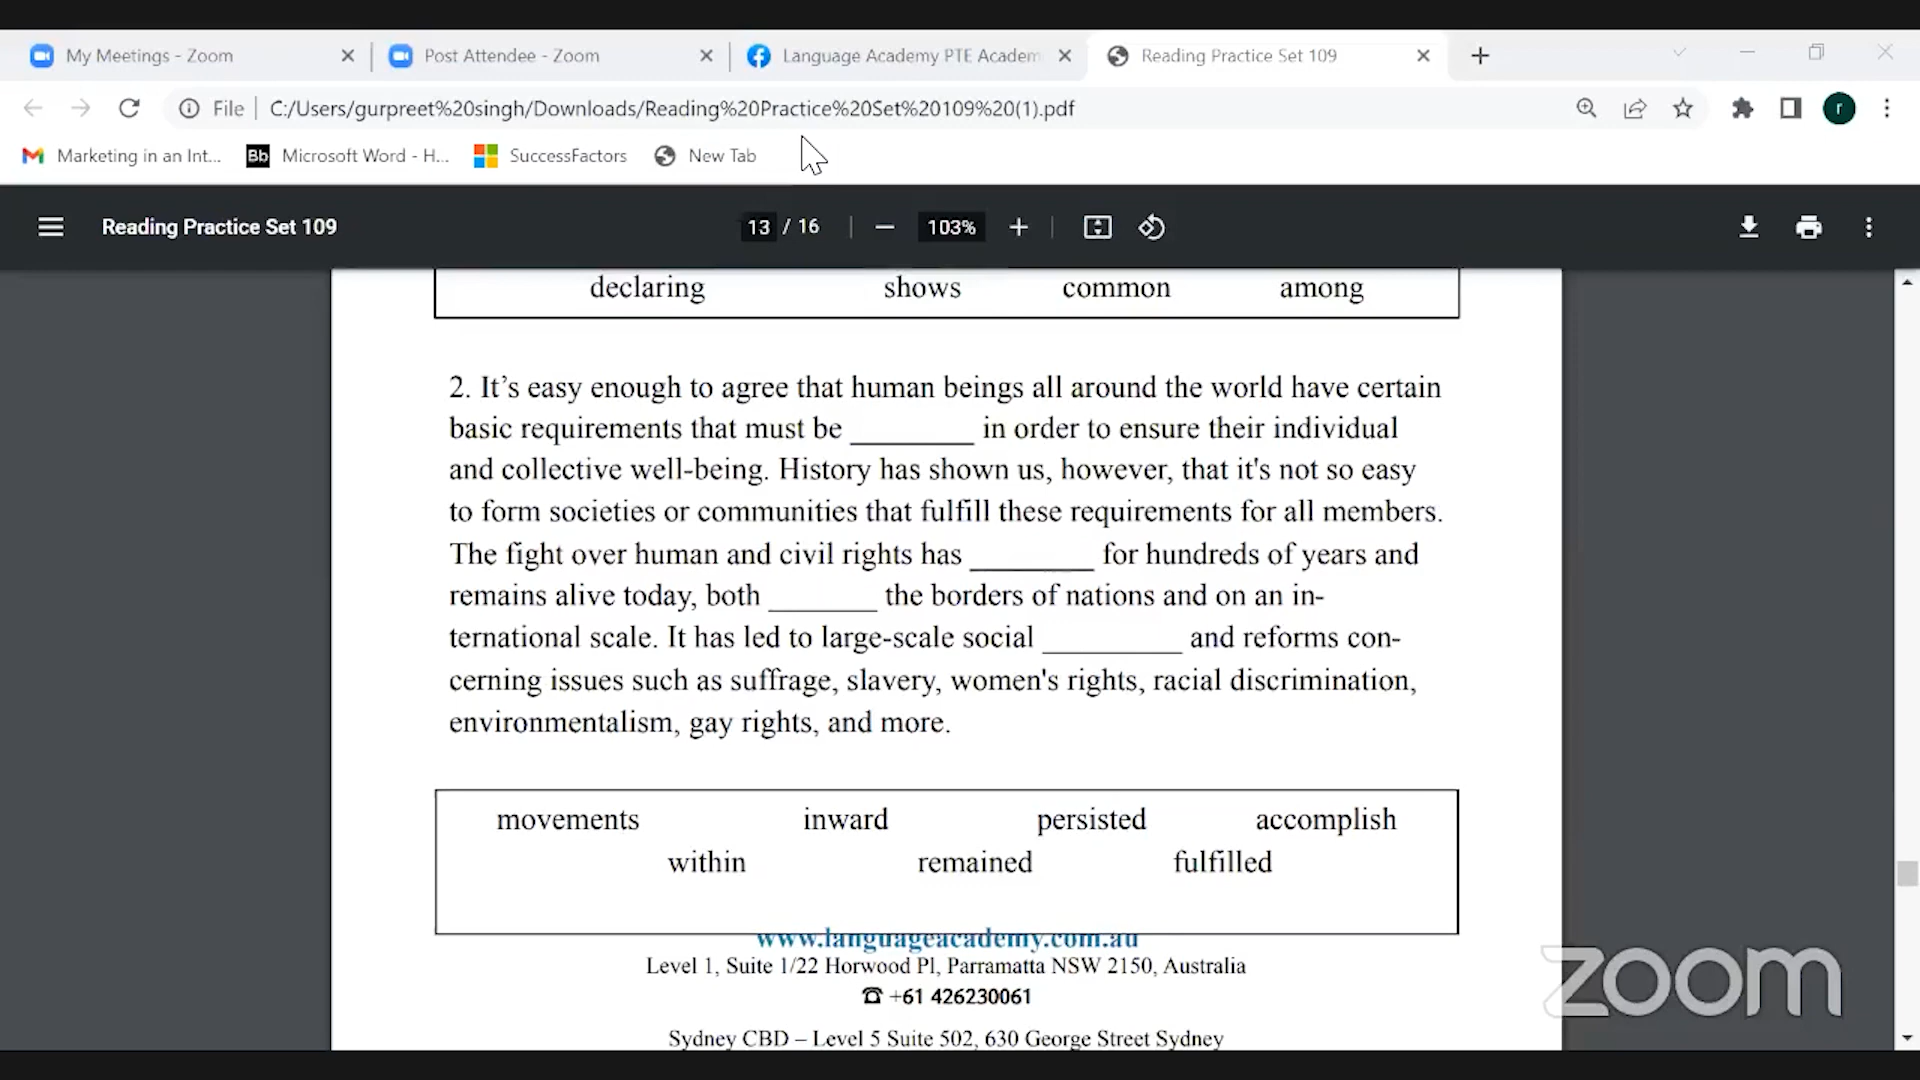 My Meetings - Zoom
Post Attendee - Zoom
Language Academy PTE Academ
Reading Practice Set 109
File
C:/Users/gurpreet%20singh/Downloads/Reading%20Practice%20Set%20109%20(1).pdf
r
Marketing in an Int...
Bb
Microsoft Word - H...
SuccessFactors
New Tab
Reading Practice Set 109
13 / 16
103%
declaring shows common among
2. It’s easy enough to agree that human beings all around the world have certain
basic requirements that must be ________ in order to ensure their individual
and collective well-being. History has shown us, however, that it's not so easy
to form societies or communities that fulfill these requirements for all members.
The fight over human and civil rights has ________ for hundreds of years and
remains alive today, both _______ the borders of nations and on an in-
ternational scale. It has led to large-scale social _________ and reforms con-
cerning issues such as suffrage, slavery, women's rights, racial discrimination,
environmentalism, gay rights, and more.
movements inward persisted accomplish
within remained fulfilled
www.languageacademy.com.au
Level 1, Suite 1/22 Horwood Pl, Parramatta NSW 2150, Australia
☎ +61 426230061
Sydney CBD – Level 5 Suite 502, 630 George Street Sydney
zoom